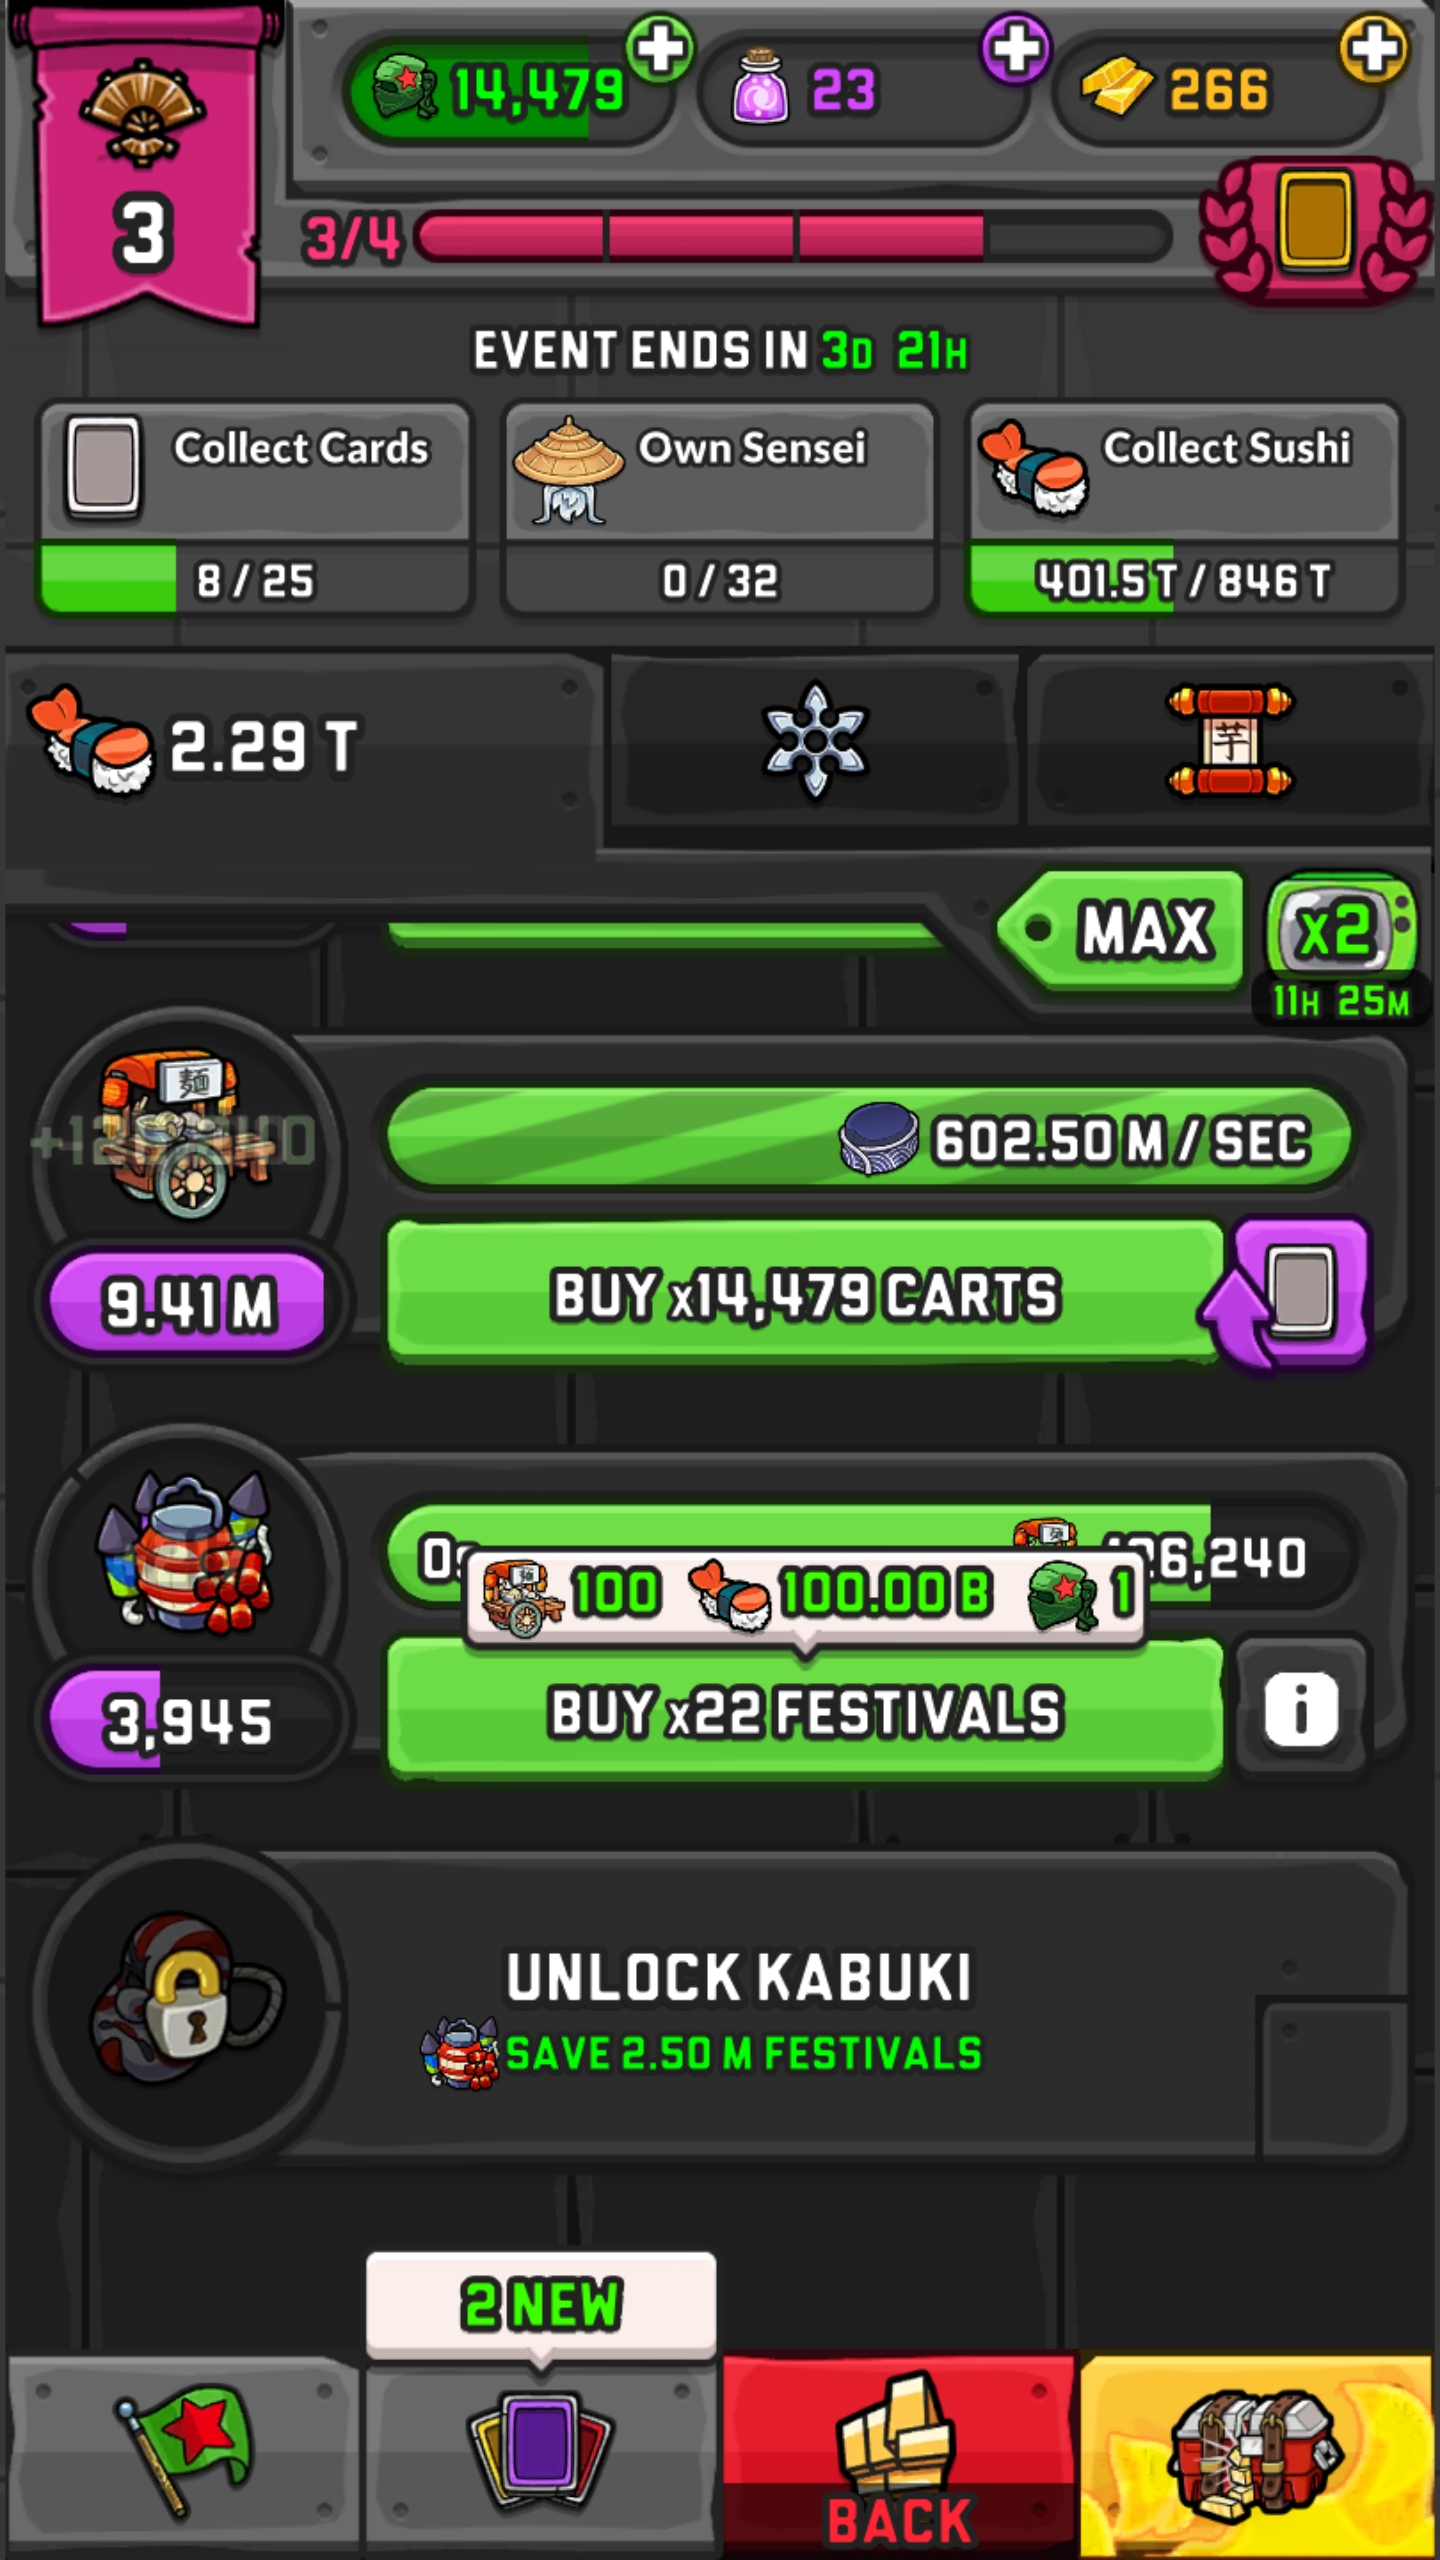 14,479
23
266
3
3/4
EVENT ENDS IN 3D 21H
Collect Cards
8 / 25
Own Sensei
0 / 32
Collect Sushi
401.5 T / 846 T
2.29 T
芋
MAX
x2
11H 25M
麺
602.50 M / SEC
9.41 M
BUY x14,479 CARTS
100
100.00 B
1
3,945
BUY x22 FESTIVALS
i
UNLOCK KABUKI
SAVE 2.50 M FESTIVALS
2 NEW
BACK